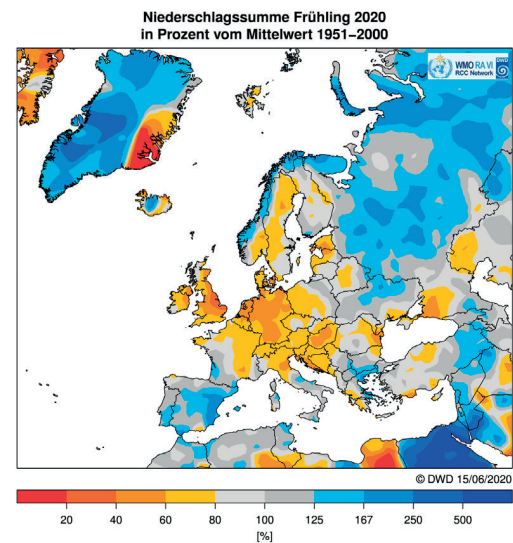 Niederschlagssumme Frühling 2020
in Prozent vom Mittelwert 1951−2000
WMO RA VI
RCC Network
DWD
© DWD 15/06/2020
20 40 60 80 100 125 167 250 500
[%]